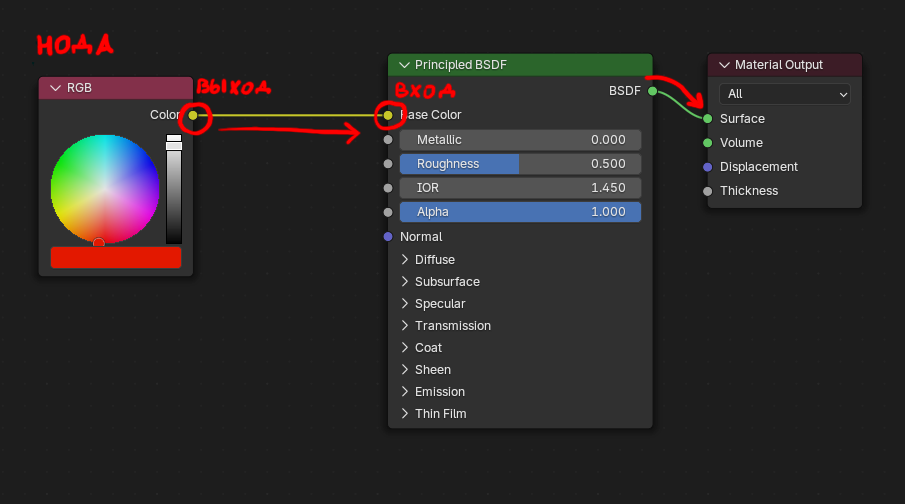 НОДА
RGB
ВЫХОД
Color
Principled BSDF
BSDF
ВХОД
Base Color
Metallic 0.000
Roughness 0.500
IOR 1.450
Alpha 1.000
Normal
Diffuse
Subsurface
Specular
Transmission
Coat
Sheen
Emission
Thin Film
Material Output
All
Surface
Volume
Displacement
Thickness